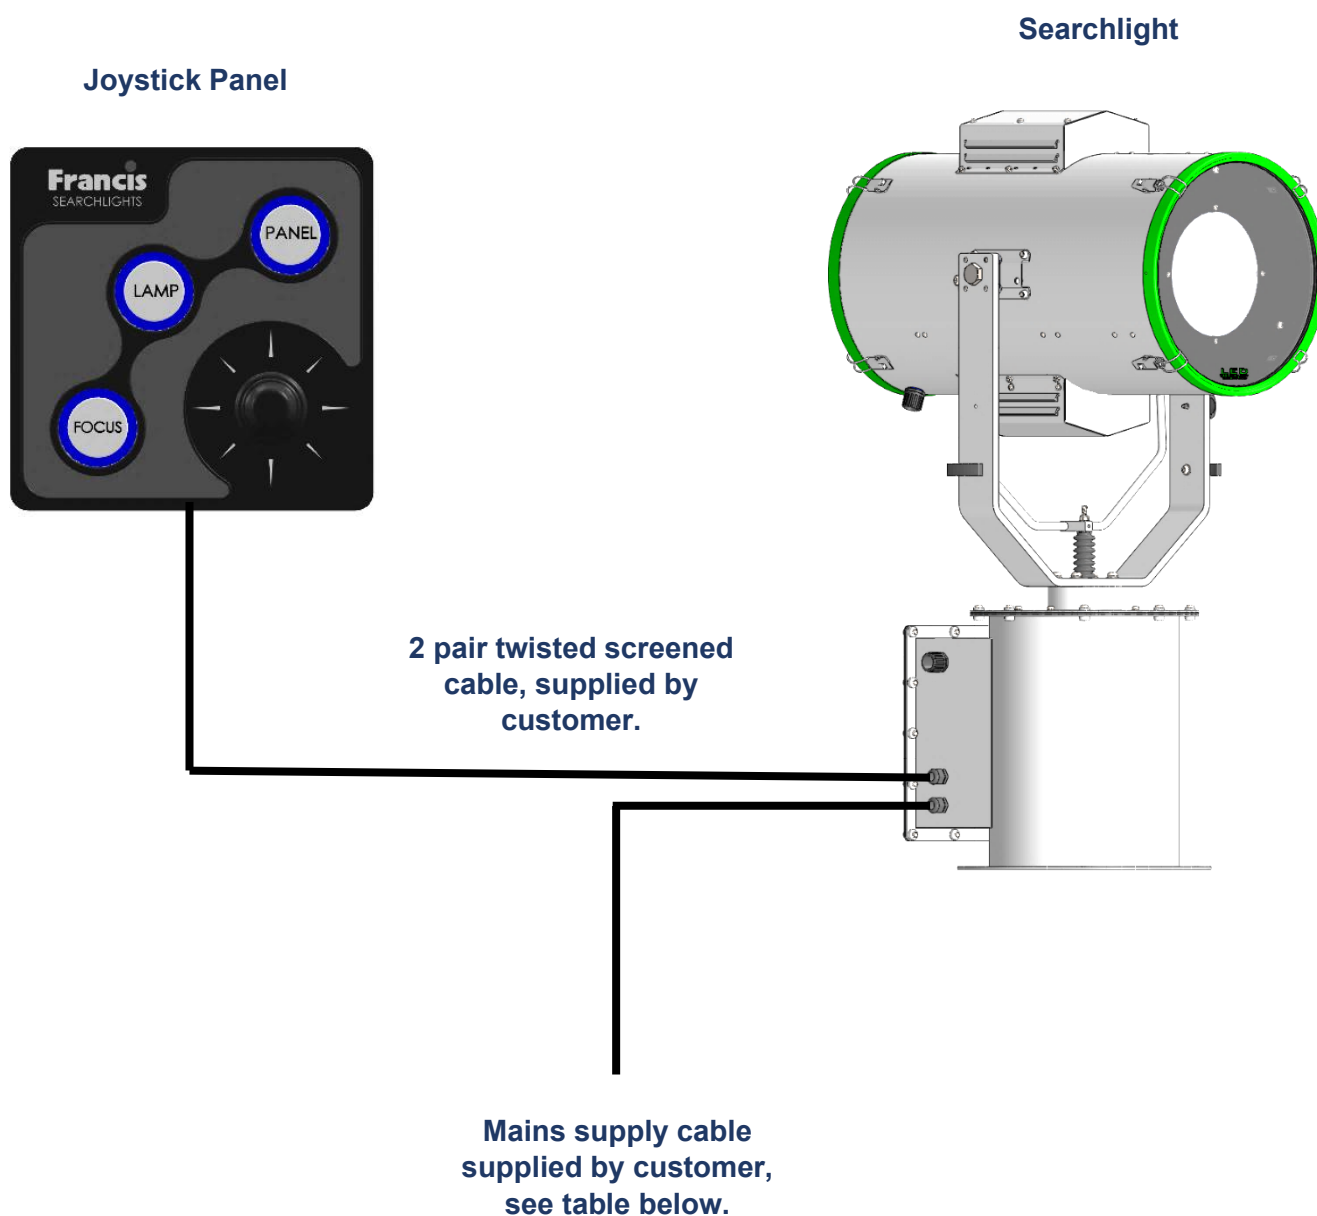 Searchlight
Joystick Panel
Francis
SEARCHLIGHTS
PANEL
LAMP
FOCUS
LED
2 pair twisted screened
cable, supplied by
customer.
Mains supply cable
supplied by customer,
see table below.